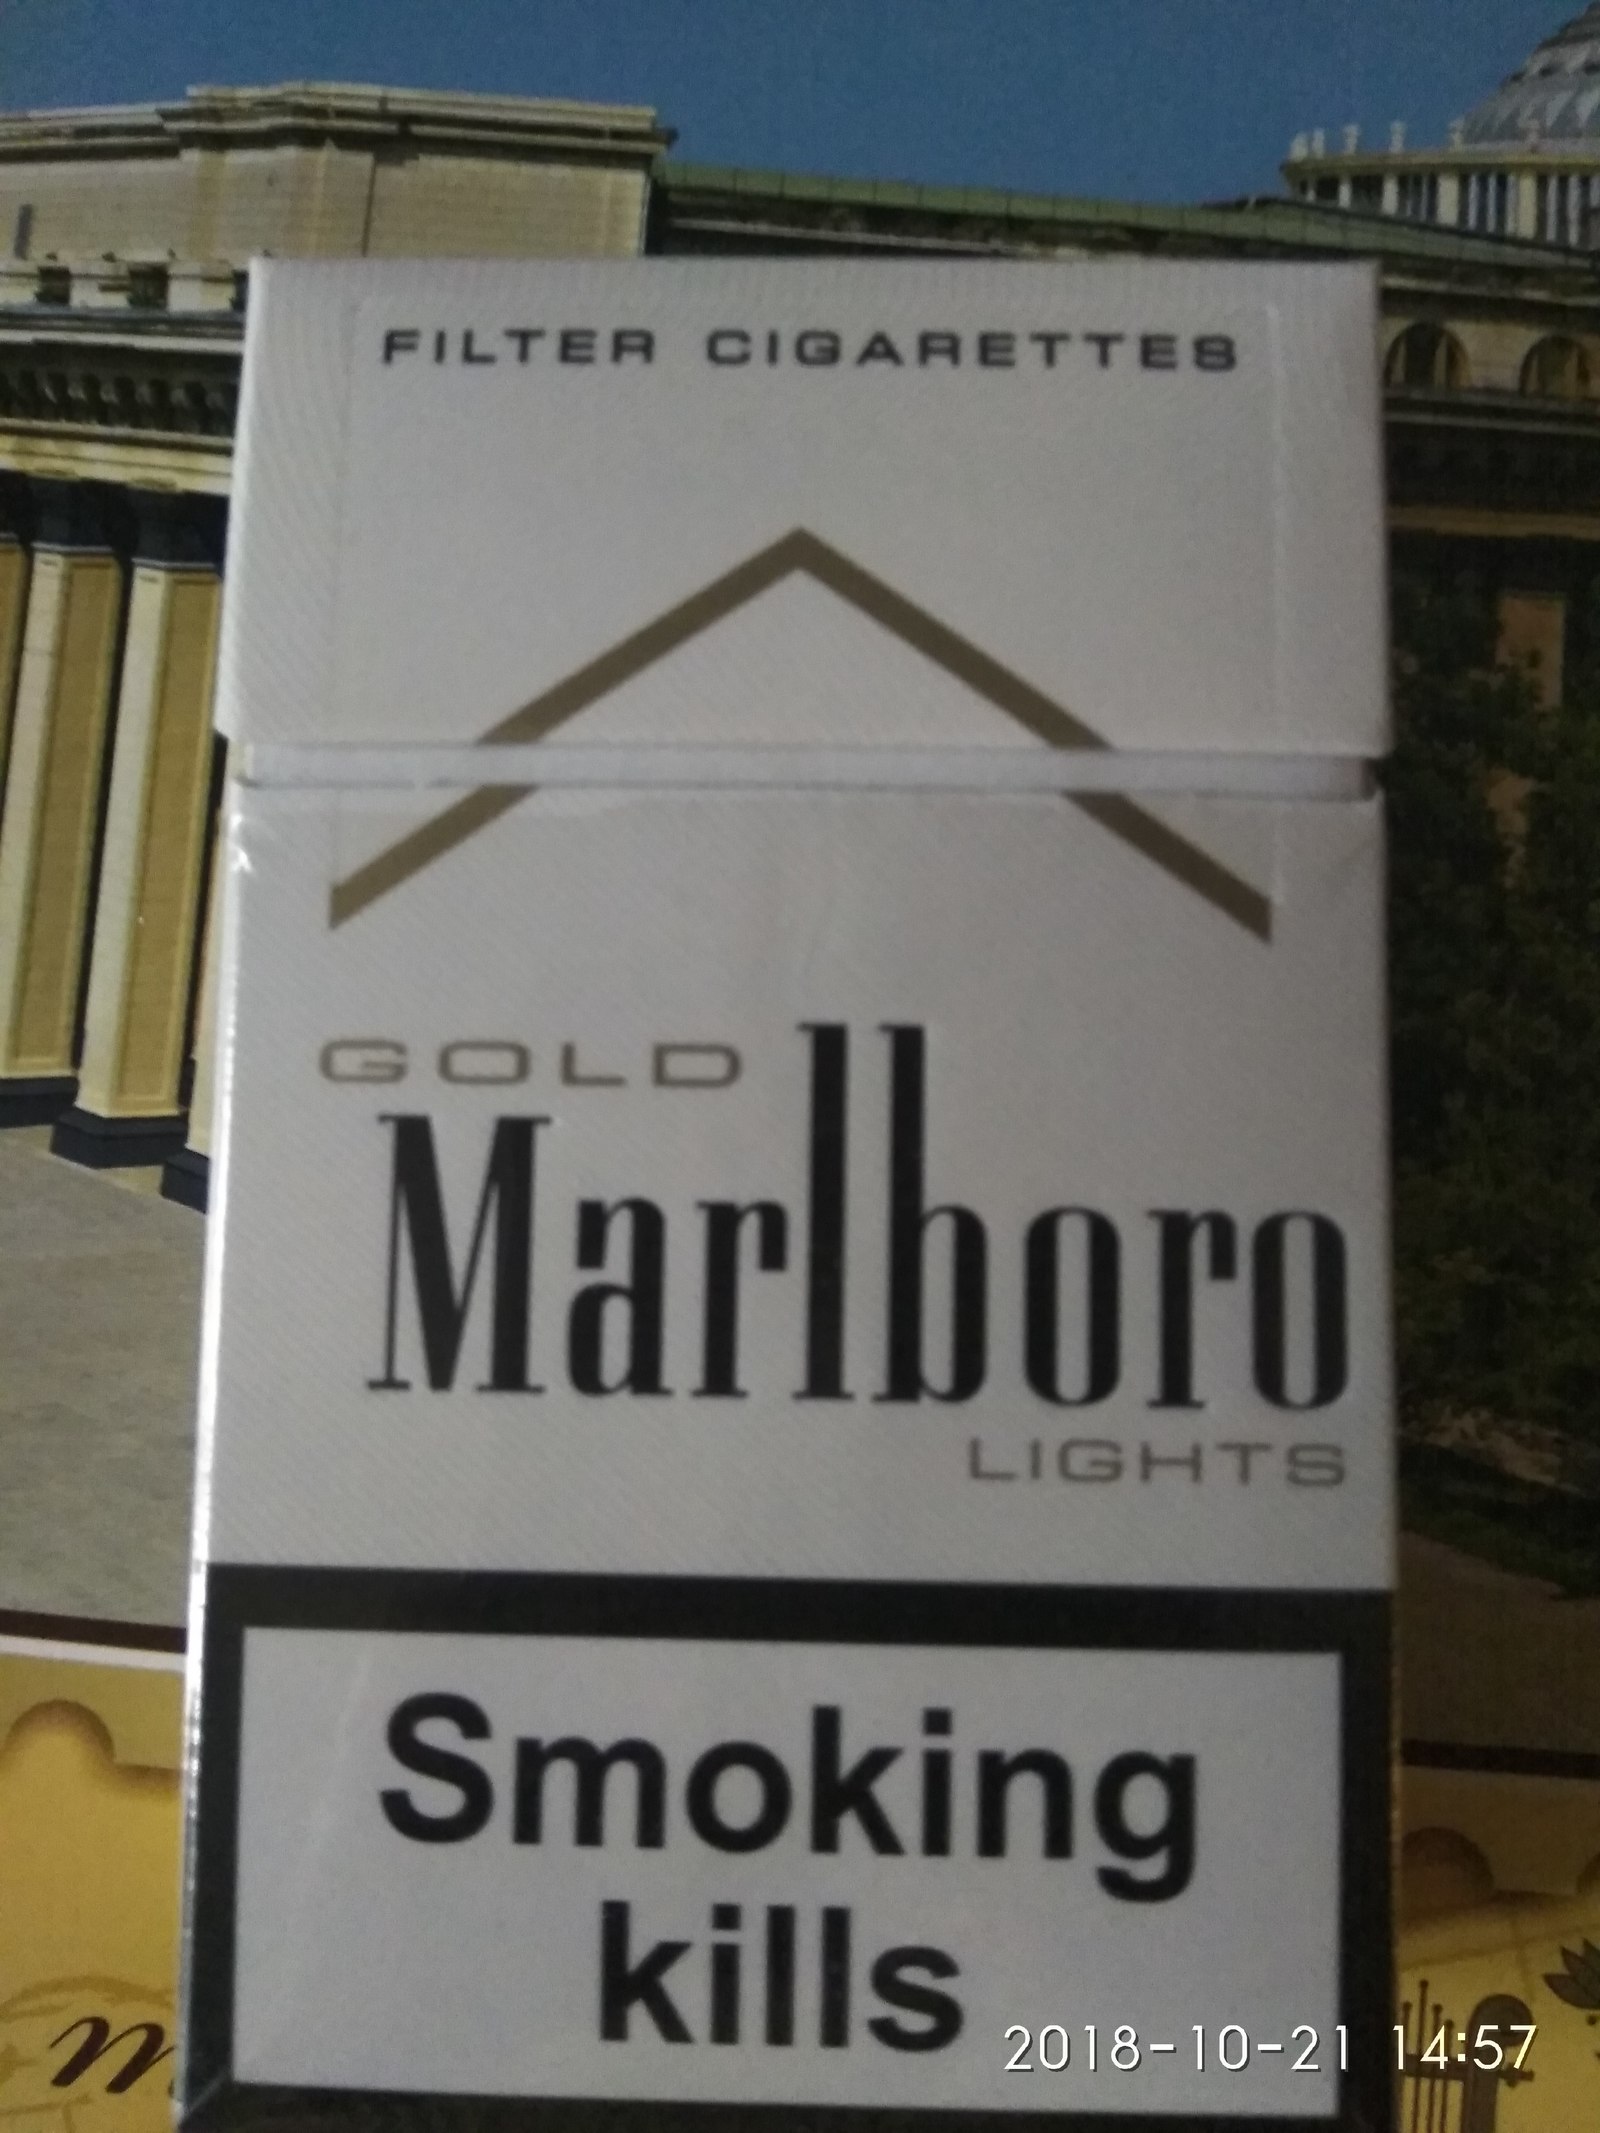 FILTER CIGARETTES
GOLD
Marlboro
LIGHTS
Smoking
kills
2018-10-21 14:57